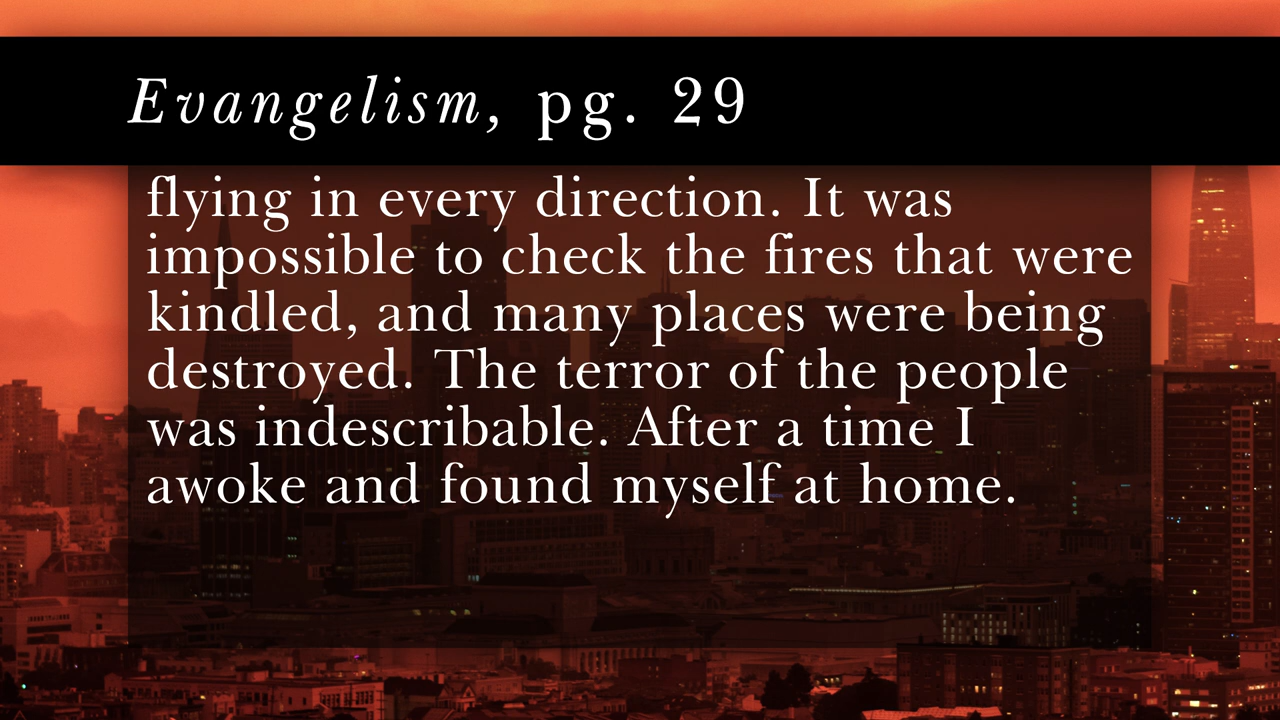 Evangelism, pg. 29
flying in every direction. It was
impossible to check the fires that were
kindled, and many places were being
destroyed. The terror of the people
was indescribable. After a time I
awoke and found myself at home.